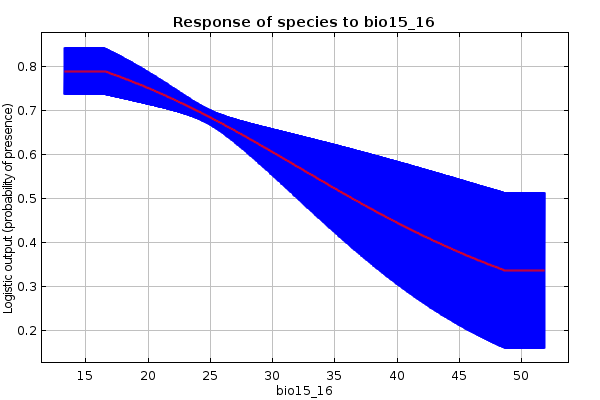 Response of species to bio15_16
Logistic output (probability of presence)
0.8
0.7
0.6
0.5
0.4
0.3
0.2
15 20 25 30 35 40 45 50
bio15_16